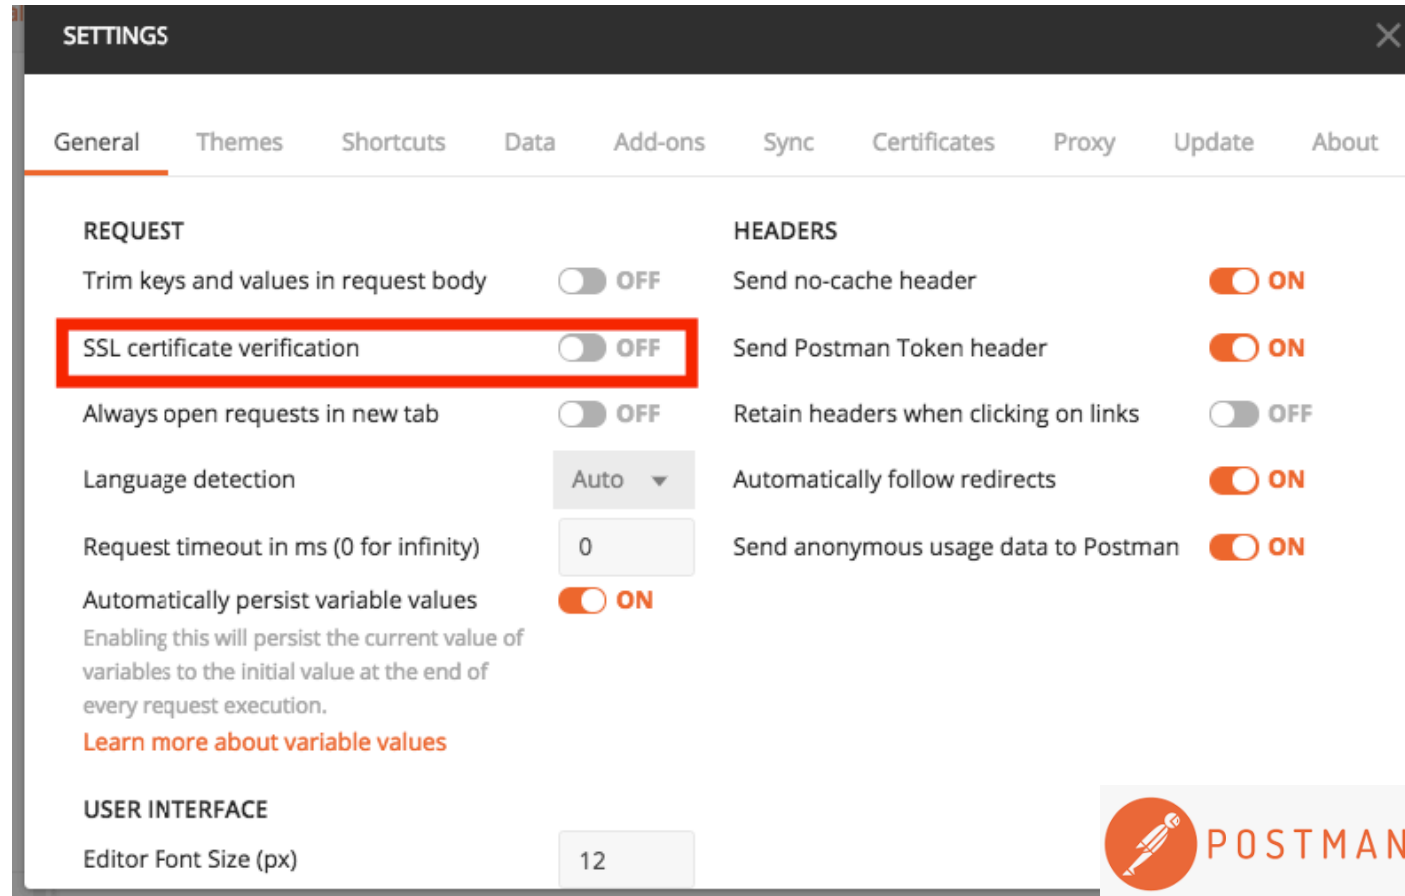 SETTINGS
General Themes Shortcuts Data Add-ons Sync Certificates Proxy Update About
REQUEST
Trim keys and values in request body OFF
SSL certificate verification OFF
Always open requests in new tab OFF
Language detection Auto
Request timeout in ms (0 for infinity) 0
Automatically persist variable values ON
Enabling this will persist the current value of
variables to the initial value at the end of
every request execution.
Learn more about variable values
USER INTERFACE
Editor Font Size (px) 12
HEADERS
Send no-cache header ON
Send Postman Token header ON
Retain headers when clicking on links OFF
Automatically follow redirects ON
Send anonymous usage data to Postman ON
POSTMAN